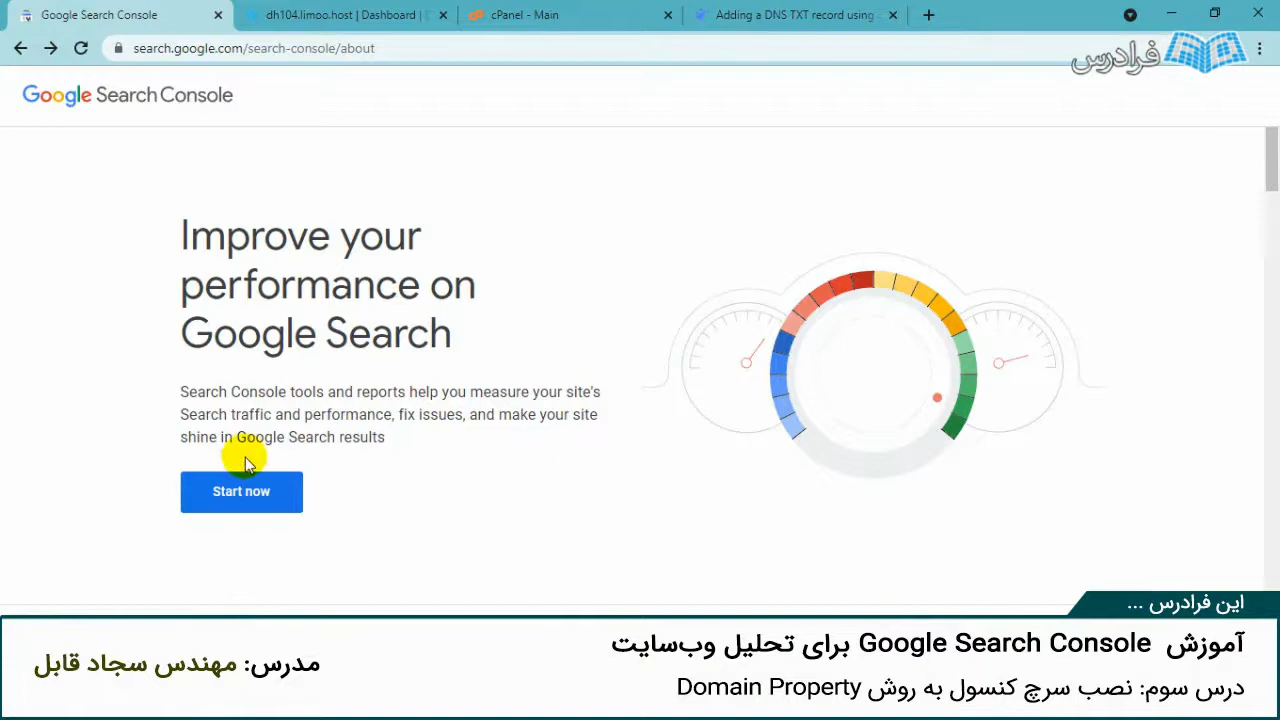 Google Search Console
dh104.limoo.host | Dashboard |
cPanel - Main
Adding a DNS TXT record using
search.google.com/search-console/about
فرادرس
Google Search Console
Improve your
performance on
Google Search
Search Console tools and reports help you measure your site's
Search traffic and performance, fix issues, and make your site
shine in Google Search results
Start now
این فرادرس ...
آموزش Google Search Console برای تحلیل وب‌سایت
مدرس: مهندس سجاد قابل
درس سوم: نصب سرچ کنسول به روش Domain Property